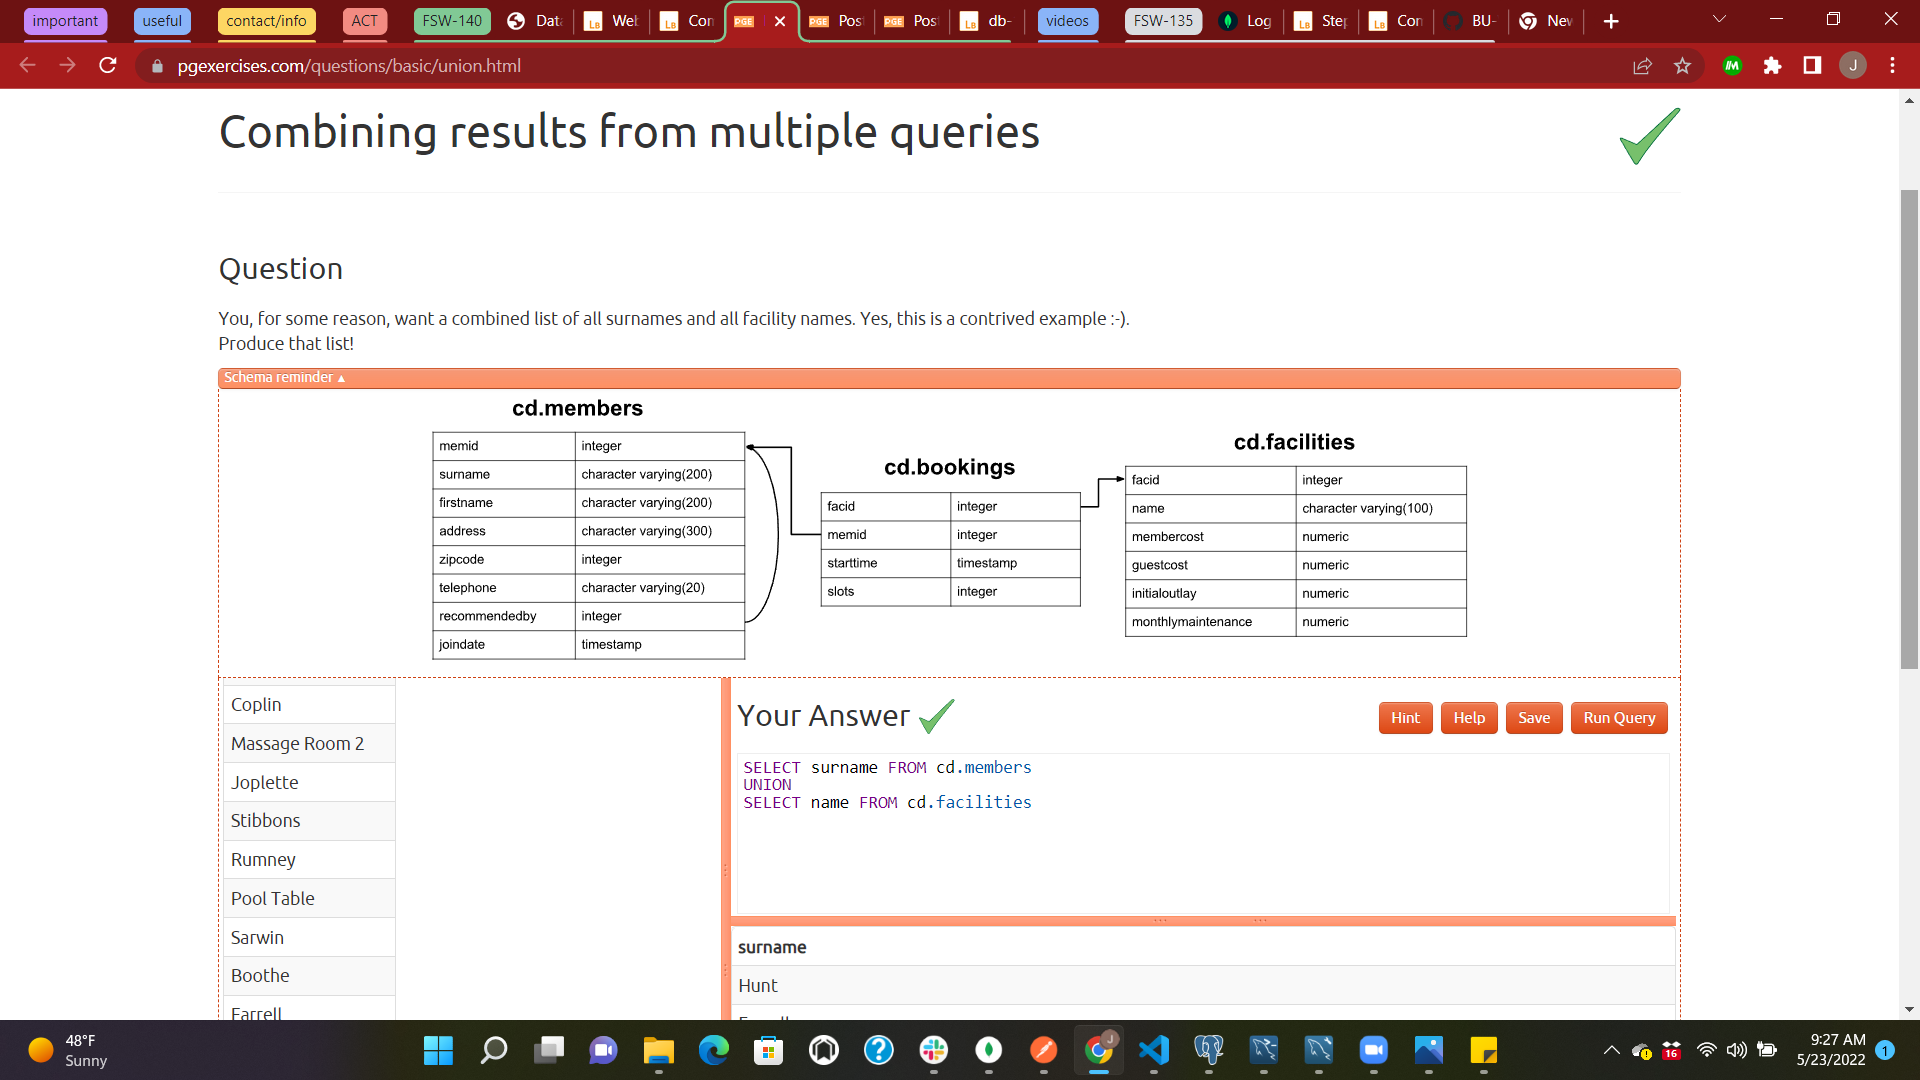 important
useful
contact/info
ACT
FSW-140
Data
Web
Con
PGE
PGE Pos
PGE Pos
db-
videos
FSW-135
Log
Step
Con
BU-
New
pgexercises.com/questions/basic/union.html
J
Combining results from multiple queries
Question
You, for some reason, want a combined list of all surnames and all facility names. Yes, this is a contrived example :-).
Produce that list!
Schema reminder ▴
cd.members
memid integer
surname character varying(200)
firstname character varying(200)
address character varying(300)
zipcode integer
telephone character varying(20)
recommendedby integer
joindate timestamp
cd.bookings
facid integer
memid integer
starttime timestamp
slots integer
cd.facilities
facid integer
name character varying(100)
membercost numeric
guestcost numeric
initialoutlay numeric
monthlymaintenance numeric
Coplin
Massage Room 2
Joplette
Stibbons
Rumney
Pool Table
Sarwin
Boothe
Farrell
Your Answer
Hint
Help
Save
Run Query
SELECT surname FROM cd.members
UNION
SELECT name FROM cd.facilities
surname
Hunt
48°F
Sunny
16
9:27 AM
5/23/2022
1